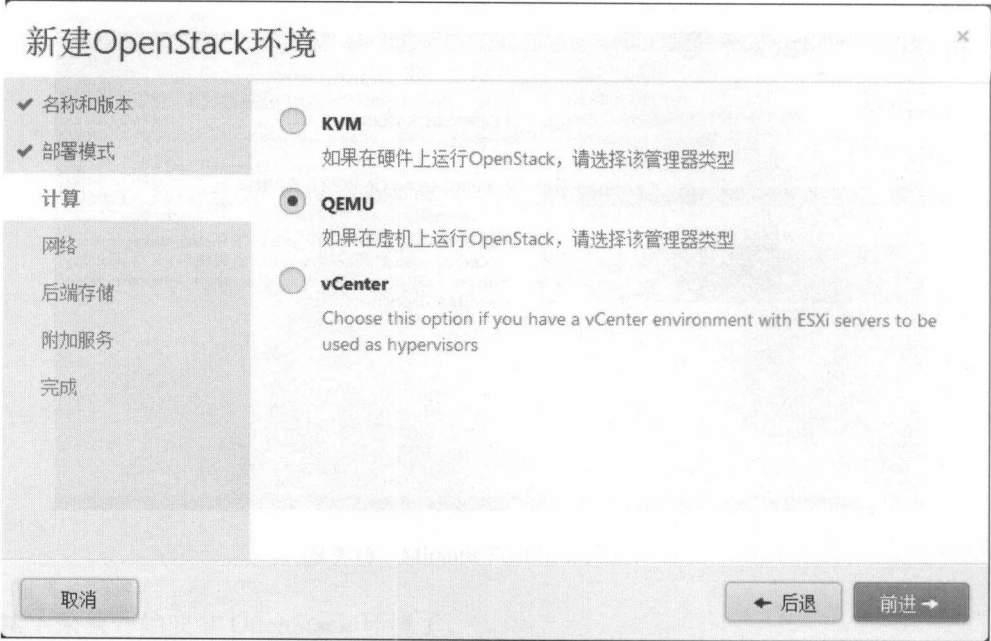 新建OpenStack环境
×
✔ 名称和版本
✔ 部署模式
计算
网络
后端存储
附加服务
完成
KVM
如果在硬件上运行OpenStack，请选择该管理器类型
QEMU
如果在虚机上运行OpenStack，请选择该管理器类型
vCenter
Choose this option if you have a vCenter environment with ESXi servers to be
used as hypervisors
取消
← 后退
前进 →